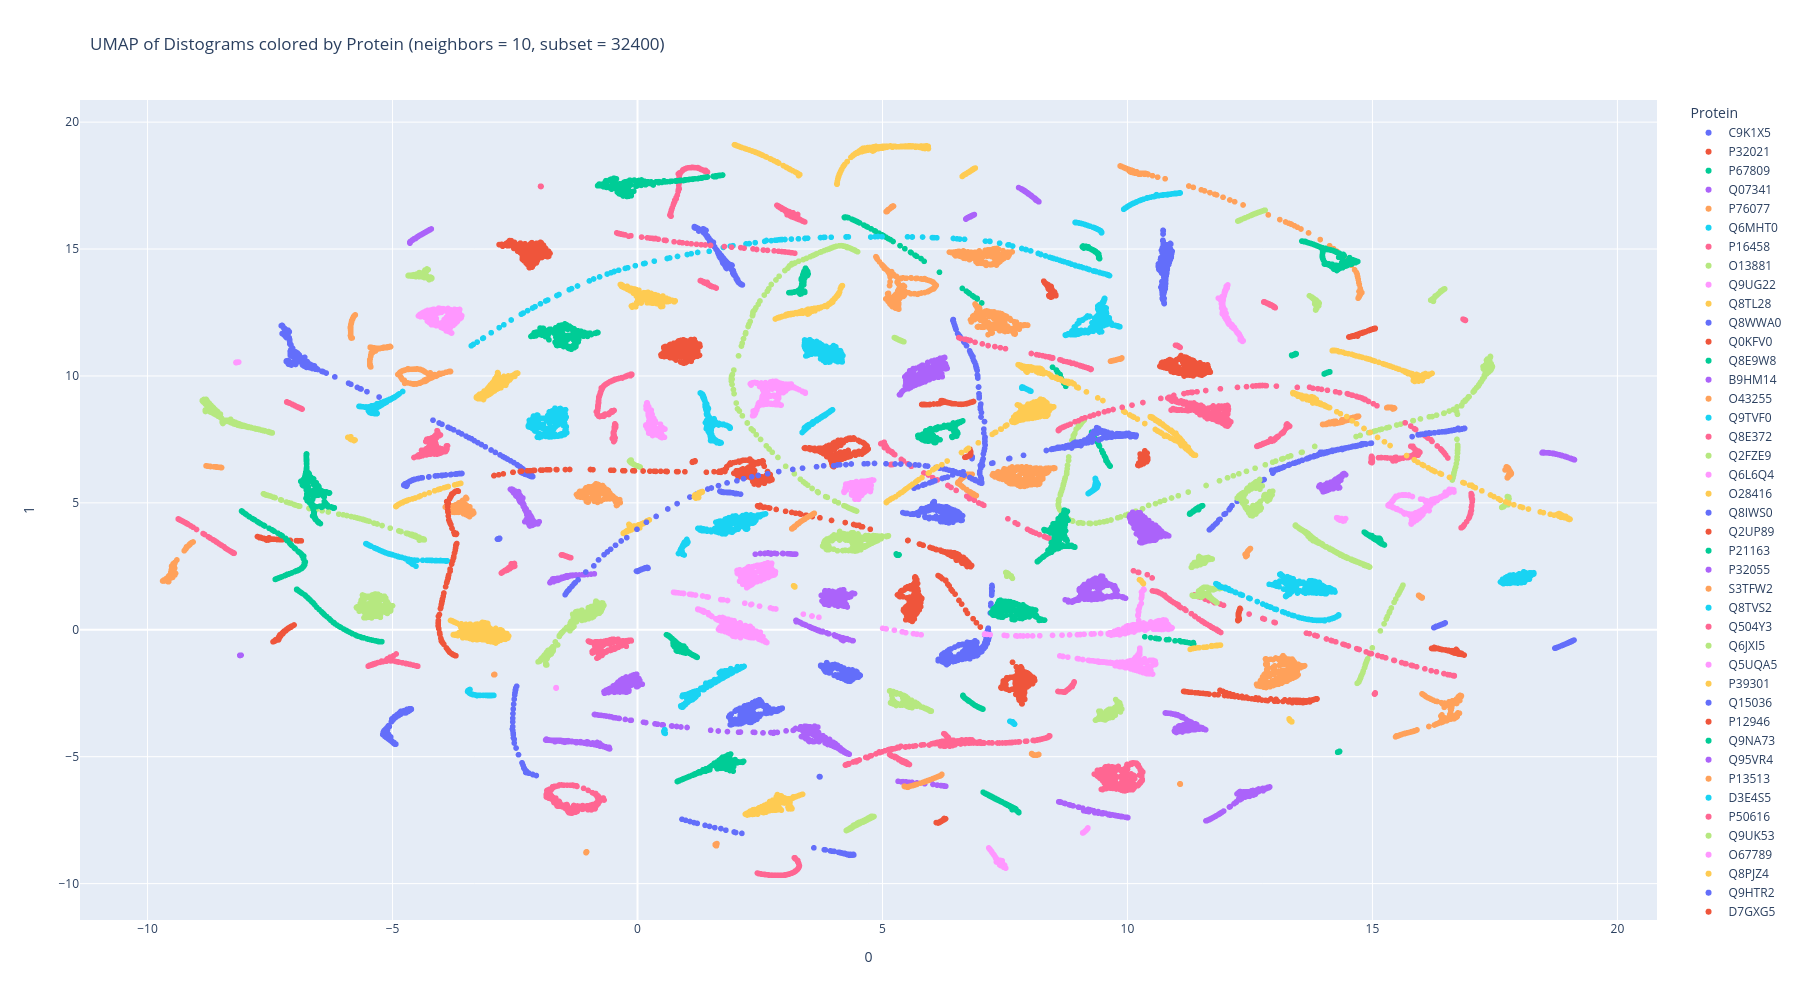 UMAP of Distograms colored by Protein (neighbors = 10, subset = 32400)
Protein
C9K1X5
P32021
P67809
Q07341
P76077
Q6MHT0
P16458
O13881
Q9UG22
Q8TL28
Q8WWA0
Q0KFV0
Q8E9W8
B9HM14
O43255
Q9TVF0
Q8E372
Q2FZE9
Q6L6Q4
O28416
Q8IWS0
Q2UP89
P21163
P32055
S3TFW2
Q8TVS2
Q504Y3
Q6JXI5
Q5UQA5
P39301
Q15036
P12946
Q9NA73
Q95VR4
P13513
D3E4S5
P50616
Q9UK53
O67789
Q8PJZ4
Q9HTR2
D7GXG5
20
15
10
5
0
−5
−10
1
−10 −5 0 5 10 15 20
0